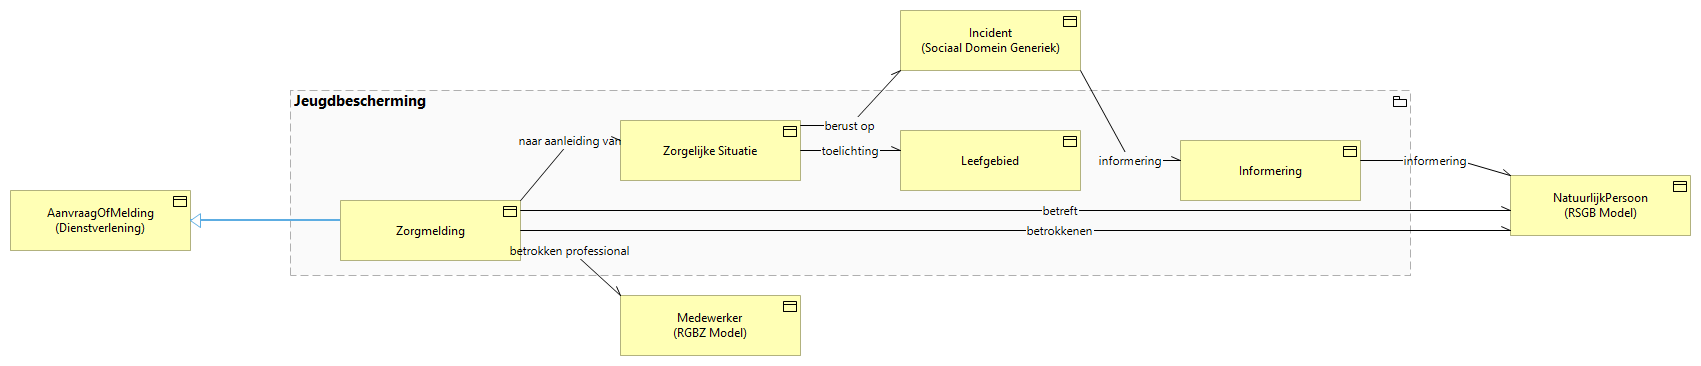 Incident
(Sociaal Domein Generiek)
Jeugdbescherming
berust op
naar aanleiding van
Zorgelijke Situatie
toelichting
Leefgebied
informering
Informering
informering
AanvraagOfMelding
(Dienstverlening)
Zorgmelding
betreft
betrokkenen
NatuurlijkPersoon
(RSGB Model)
betrokken professional
Medewerker
(RGBZ Model)